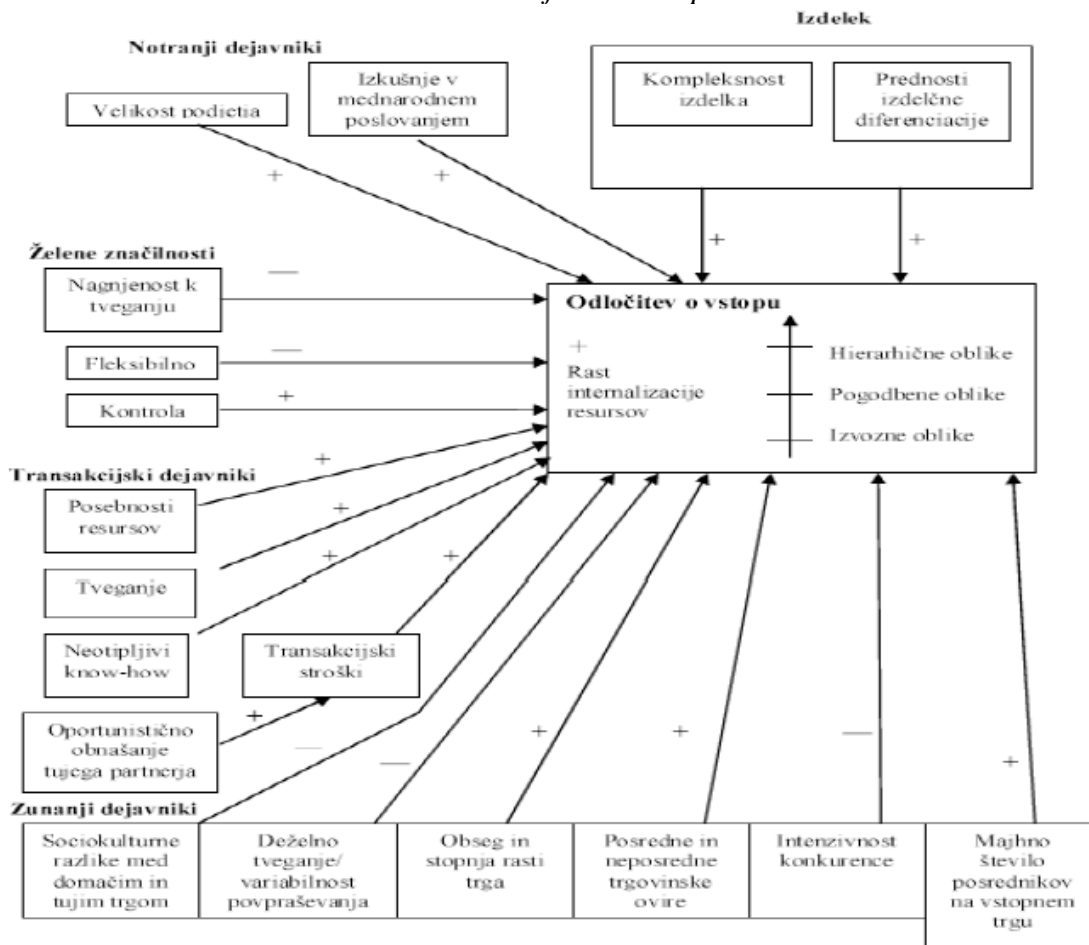 Izdelek
Notranji dejavniki
Velikost podjetja
Izkušnje v
mednarodnem
poslovanjem
Kompleksnost
izdelka
Prednosti
izdelčne
diferenciacije
+
+
+
+
Želene značilnosti
Nagnjenost k
tveganju
—
Fleksibilno
—
Kontrola
+
Odločitev o vstopu
+
Rast
internalizacije
resursov
Hierarhične oblike
Pogodbene oblike
Izvozne oblike
—
Transakcijski dejavniki
Posebnosti
resursov
+
Tveganje
+
Neotipljivi
know-how
+
Transakcijski
stroški
+
Oportunistično
obnašanje
tujega partnerja
+
Zunanji dejavniki
Sociokulturne
razlike med
domačim in
tujim trgom
—
Deželno
tveganje/
variabilnost
povpraševanja
—
Obseg in
stopnja rasti
trga
+
Posredne in
neposredne
trgovinske
ovire
+
Intenzivnost
konkurence
—
Majhno
število
posrednikov
na vstopnem
trgu
+